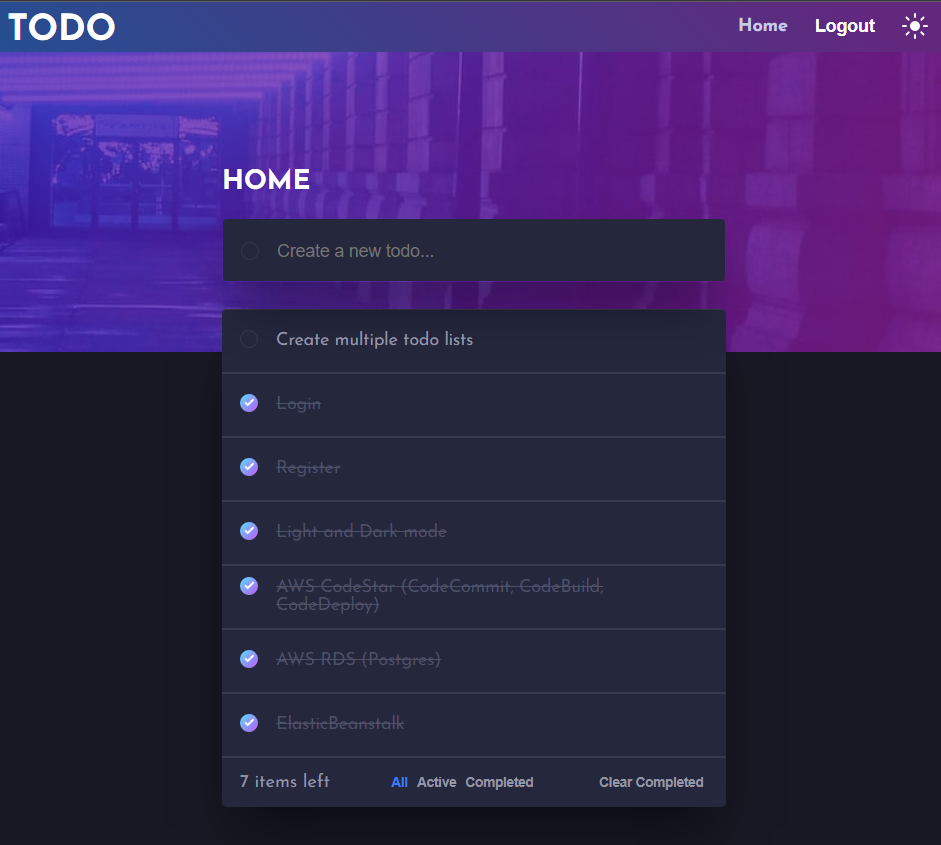 TODO
Home Logout
HOME
Create a new todo...
Create multiple todo lists
Login
Register
Light and Dark mode
AWS CodeStar (CodeCommit, CodeBuild,
CodeDeploy)
AWS RDS (Postgres)
ElasticBeanstalk
7 items left All Active Completed Clear Completed